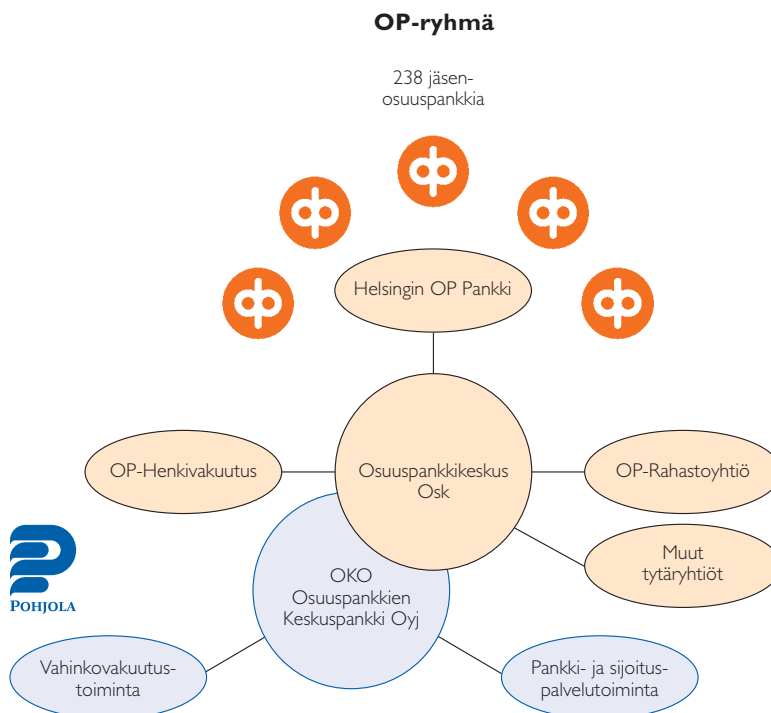 OP-ryhmä
238 jäsen-
osuuspankkia
Helsingin OP Pankki
OP-Henkivakuutus
Osuuspankkikeskus
Osk
OP-Rahastoyhtiö
Muut
tytäryhtiöt
POHJOLA
OKO
Osuuspankkien
Keskuspankki Oyj
Vahinkovakuutus-
toiminta
Pankki- ja sijoitus-
palvelutoiminta